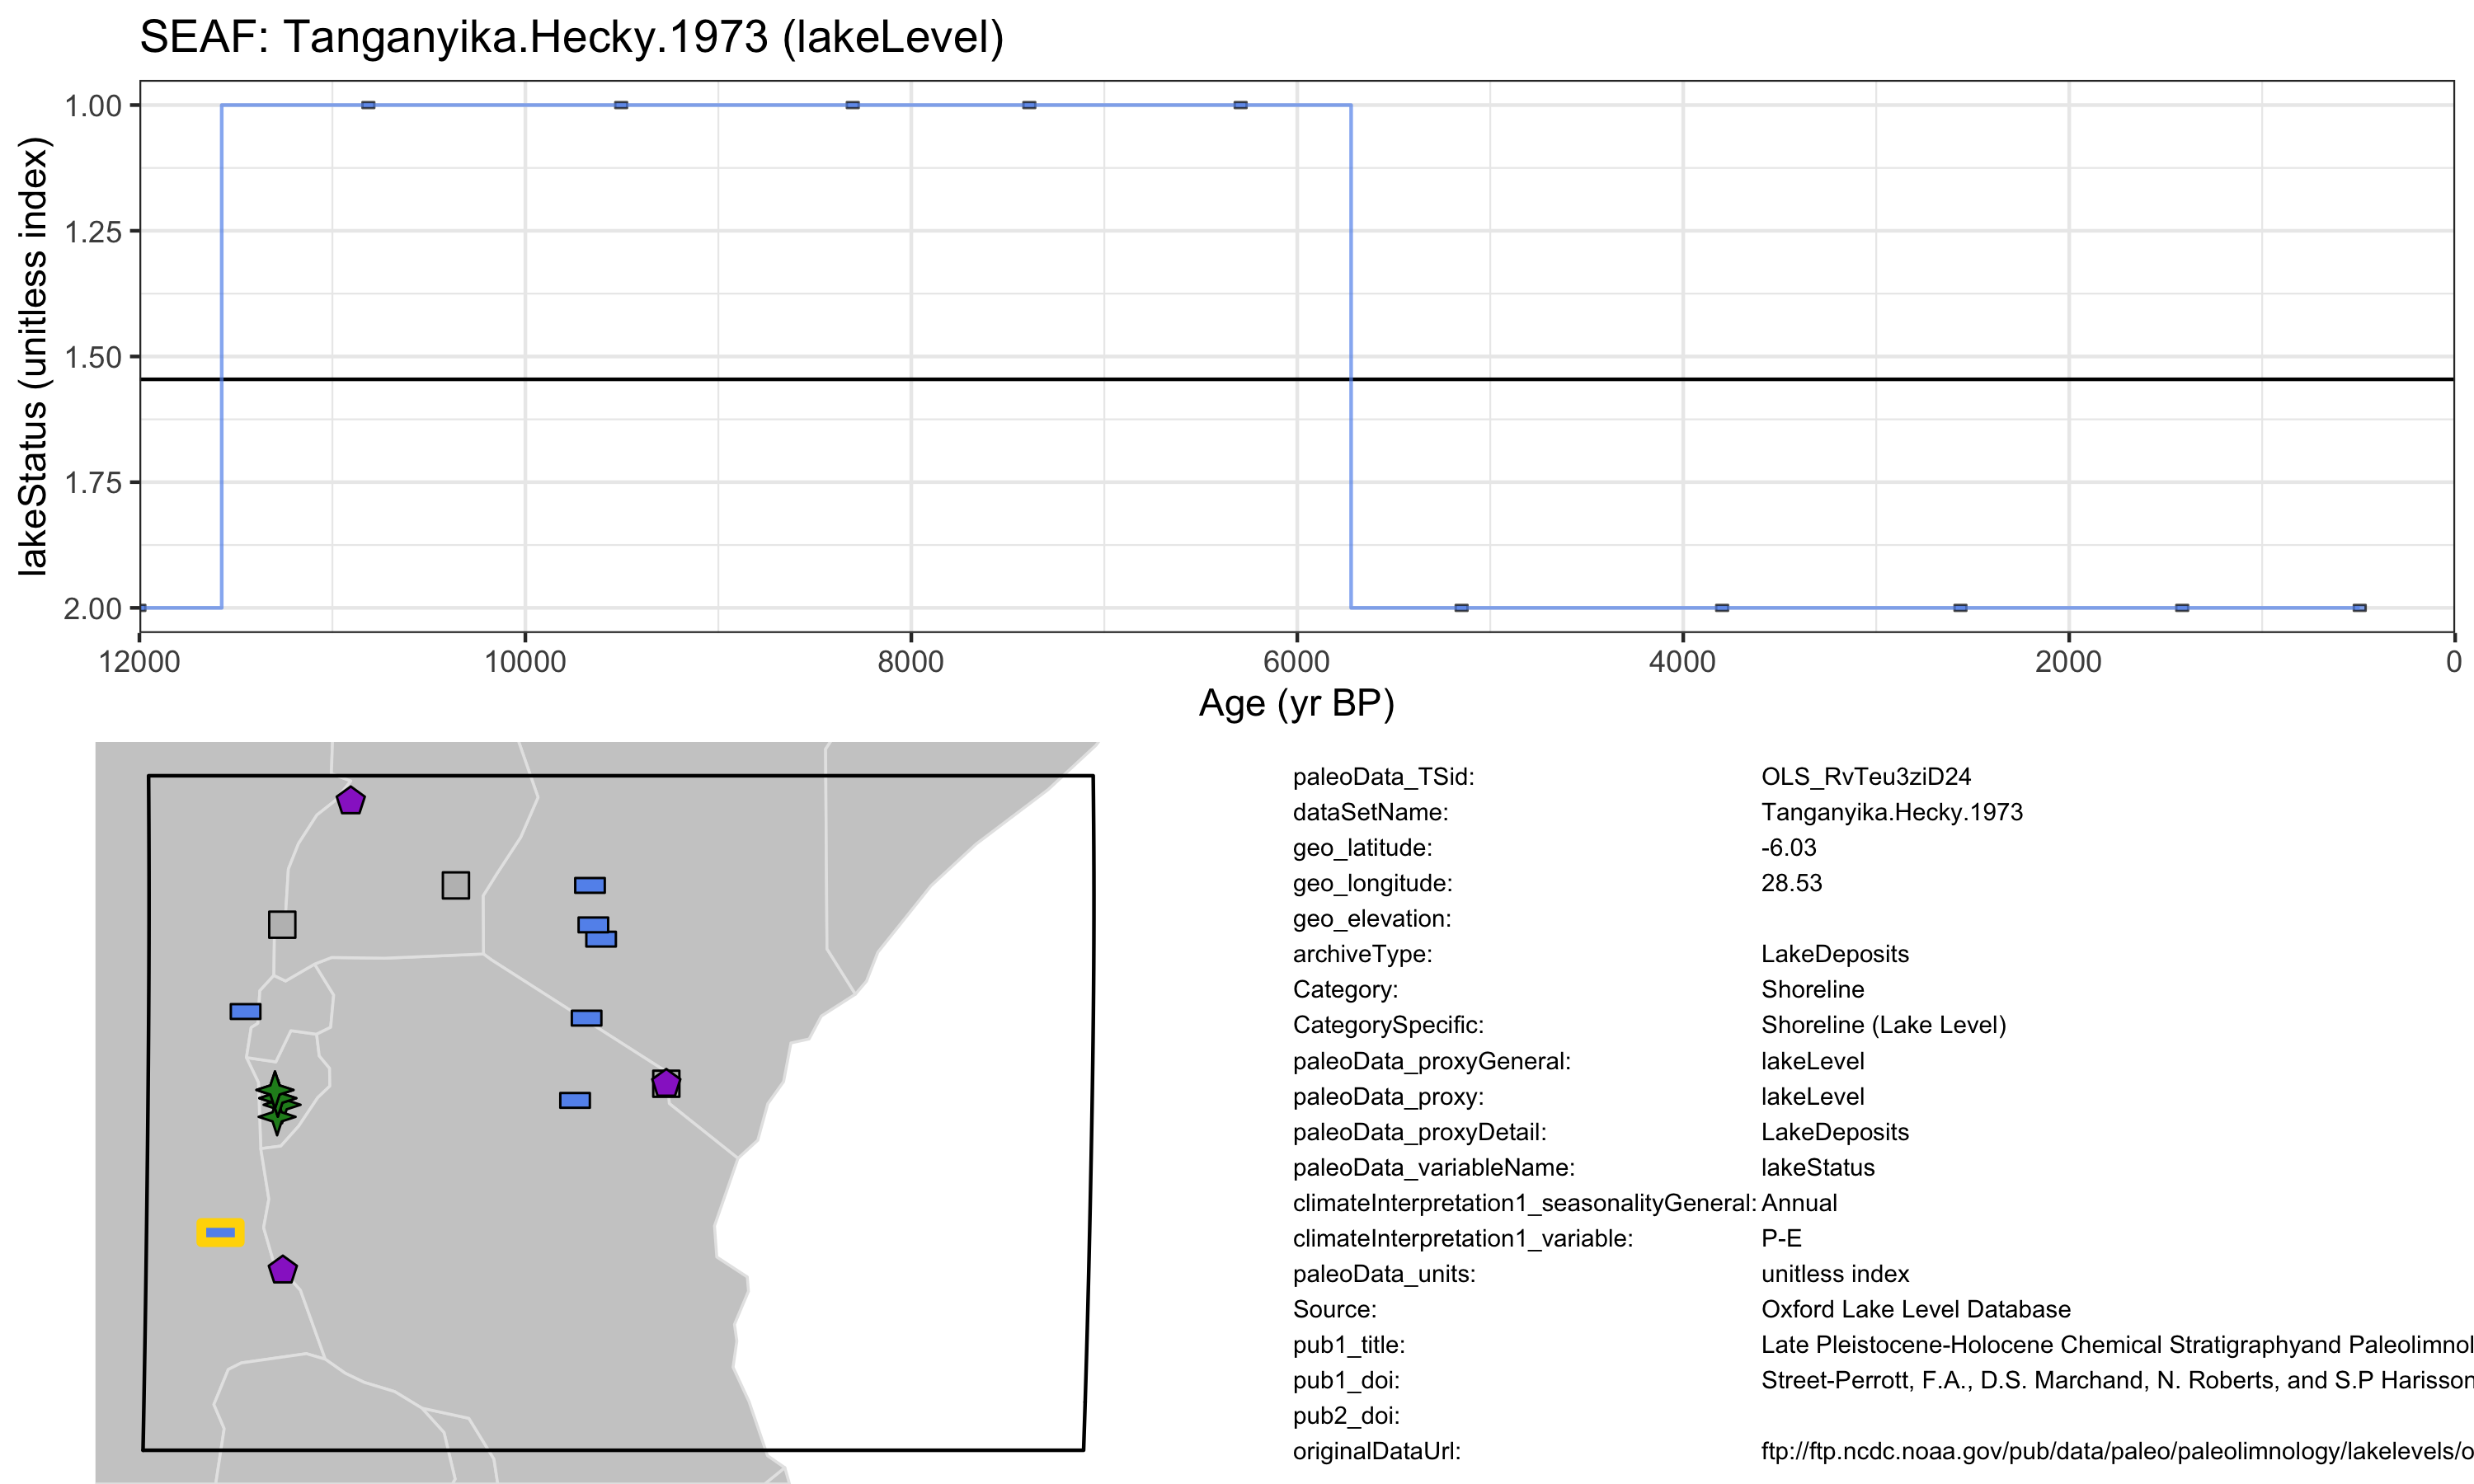 SEAF: Tanganyika.Hecky.1973 (lakeLevel)
lakeStatus (unitless index)
1.00
1.25
1.50
1.75
2.00
12000 10000 8000 6000 4000 2000 0
Age (yr BP)
paleoData_TSid: OLS_RvTeu3ziD24
dataSetName: Tanganyika.Hecky.1973
geo_latitude: -6.03
geo_longitude: 28.53
geo_elevation:
archiveType: LakeDeposits
Category: Shoreline
CategorySpecific: Shoreline (Lake Level)
paleoData_proxyGeneral: lakeLevel
paleoData_proxy: lakeLevel
paleoData_proxyDetail: LakeDeposits
paleoData_variableName: lakeStatus
climateInterpretation1_seasonalityGeneral: Annual
climateInterpretation1_variable: P-E
paleoData_units: unitless index
Source: Oxford Lake Level Database
pub1_title: Late Pleistocene-Holocene Chemical Stratigraphyand Paleolimnol
pub1_doi: Street-Perrott, F.A., D.S. Marchand, N. Roberts, and S.P Harisson
pub2_doi:
originalDataUrl: ftp://ftp.ncdc.noaa.gov/pub/data/paleo/paleolimnology/lakelevels/o